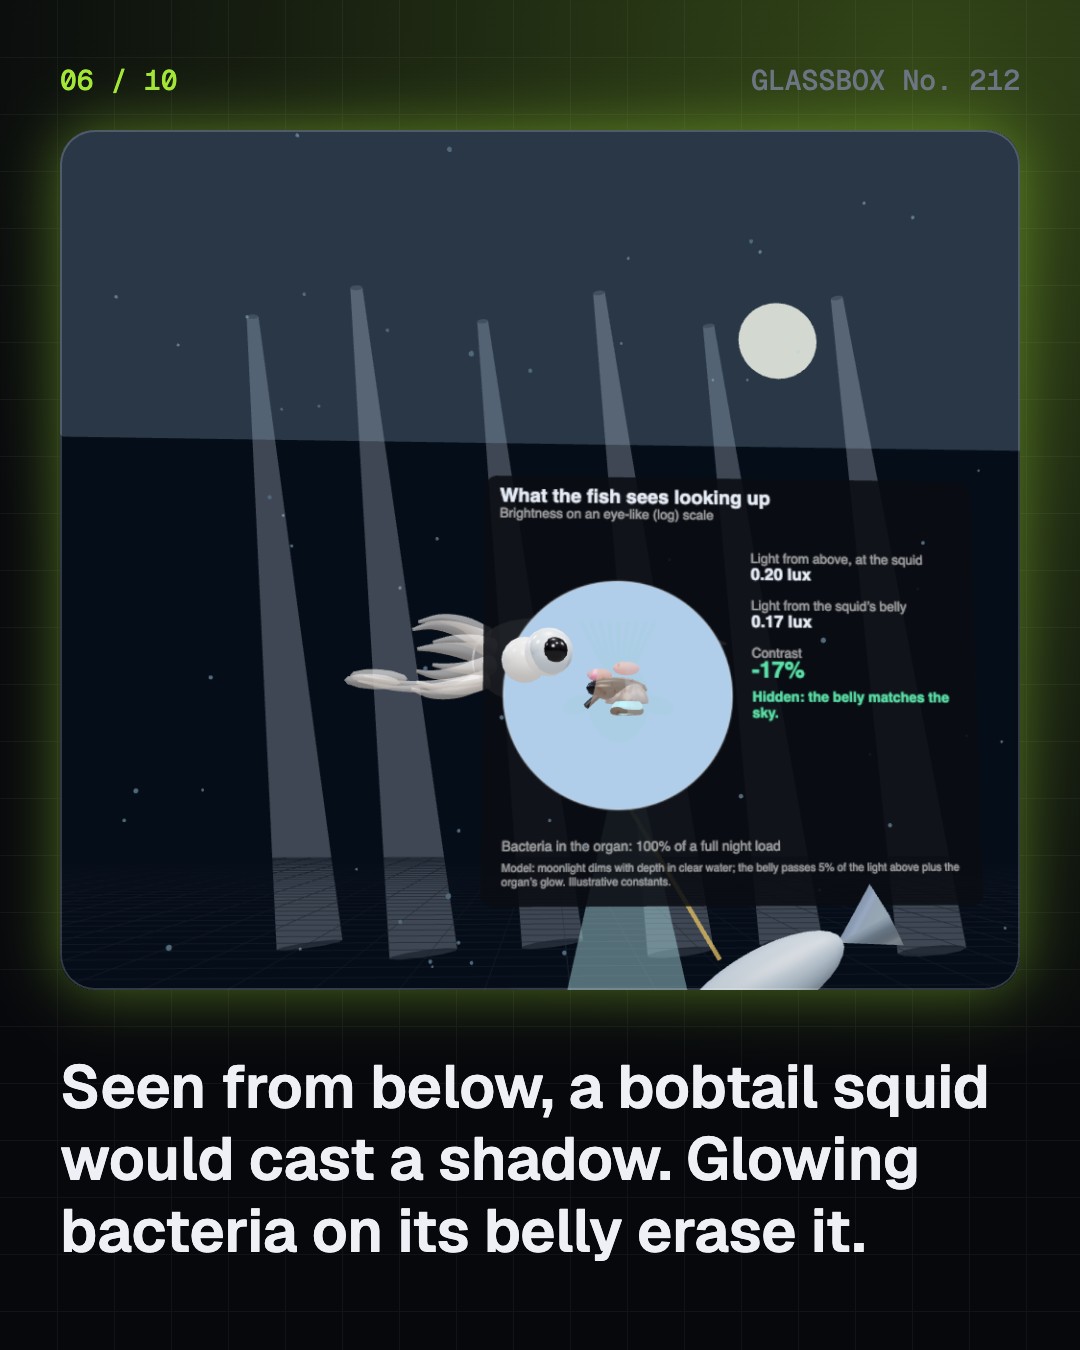 06 / 10
GLASSBOX No. 212
What the fish sees looking up
Brightness on an eye-like (log) scale
Light from above, at the squid
0.20 lux
Light from the squid's belly
0.17 lux
Contrast
-17%
Hidden: the belly matches the
sky.
Bacteria in the organ: 100% of a full night load
Model: moonlight dims with depth in clear water; the belly passes 5% of the light above plus the
organ's glow. Illustrative constants.
Seen from below, a bobtail squid
would cast a shadow. Glowing
bacteria on its belly erase it.